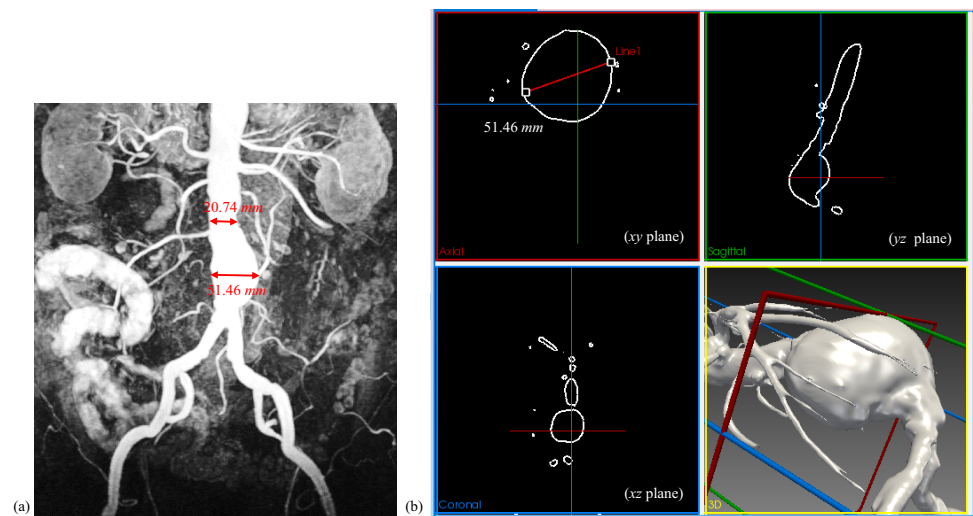 20.74 mm
51.46 mm
(a)
(b)
Line1
51.46 mm
(xy plane)
Axial
(yz plane)
Sagittal
(xz plane)
Coronal
3D